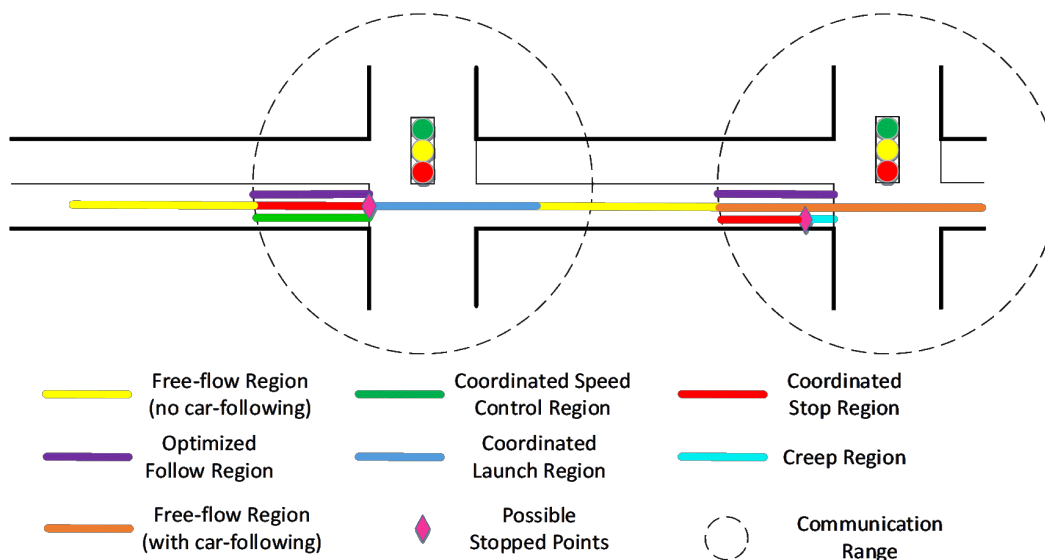 Free-flow Region
(no car-following)
Coordinated Speed
Control Region
Coordinated
Stop Region
Optimized
Follow Region
Coordinated
Launch Region
Creep Region
Free-flow Region
(with car-following)
Possible
Stopped Points
Communication
Range